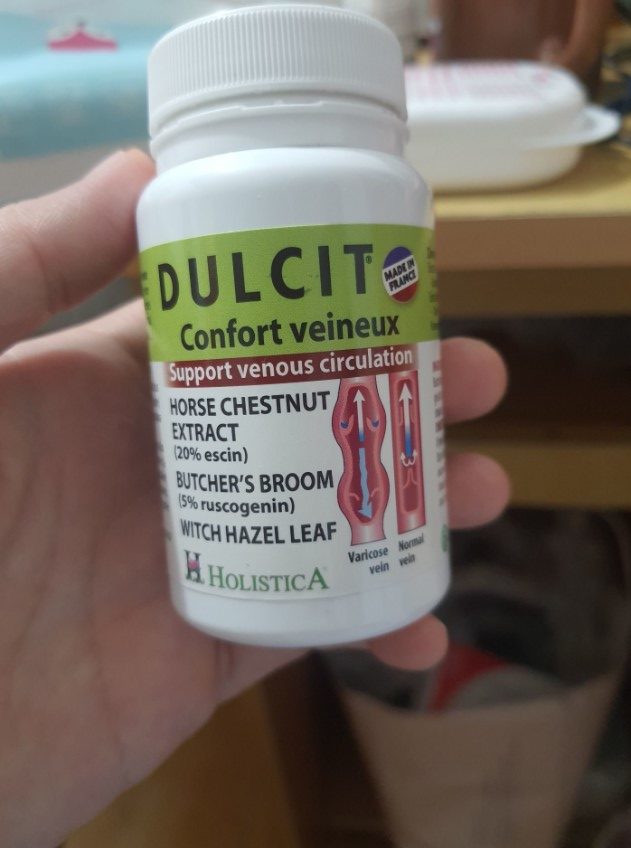 DULCIT®
MADE IN
FRANCE
Confort veineux
Support venous circulation
HORSE CHESTNUT
EXTRACT
(20% escin)
BUTCHER'S BROOM
(5% ruscogenin)
WITCH HAZEL LEAF
Varicose
vein
Normal
vein
HOLISTICA